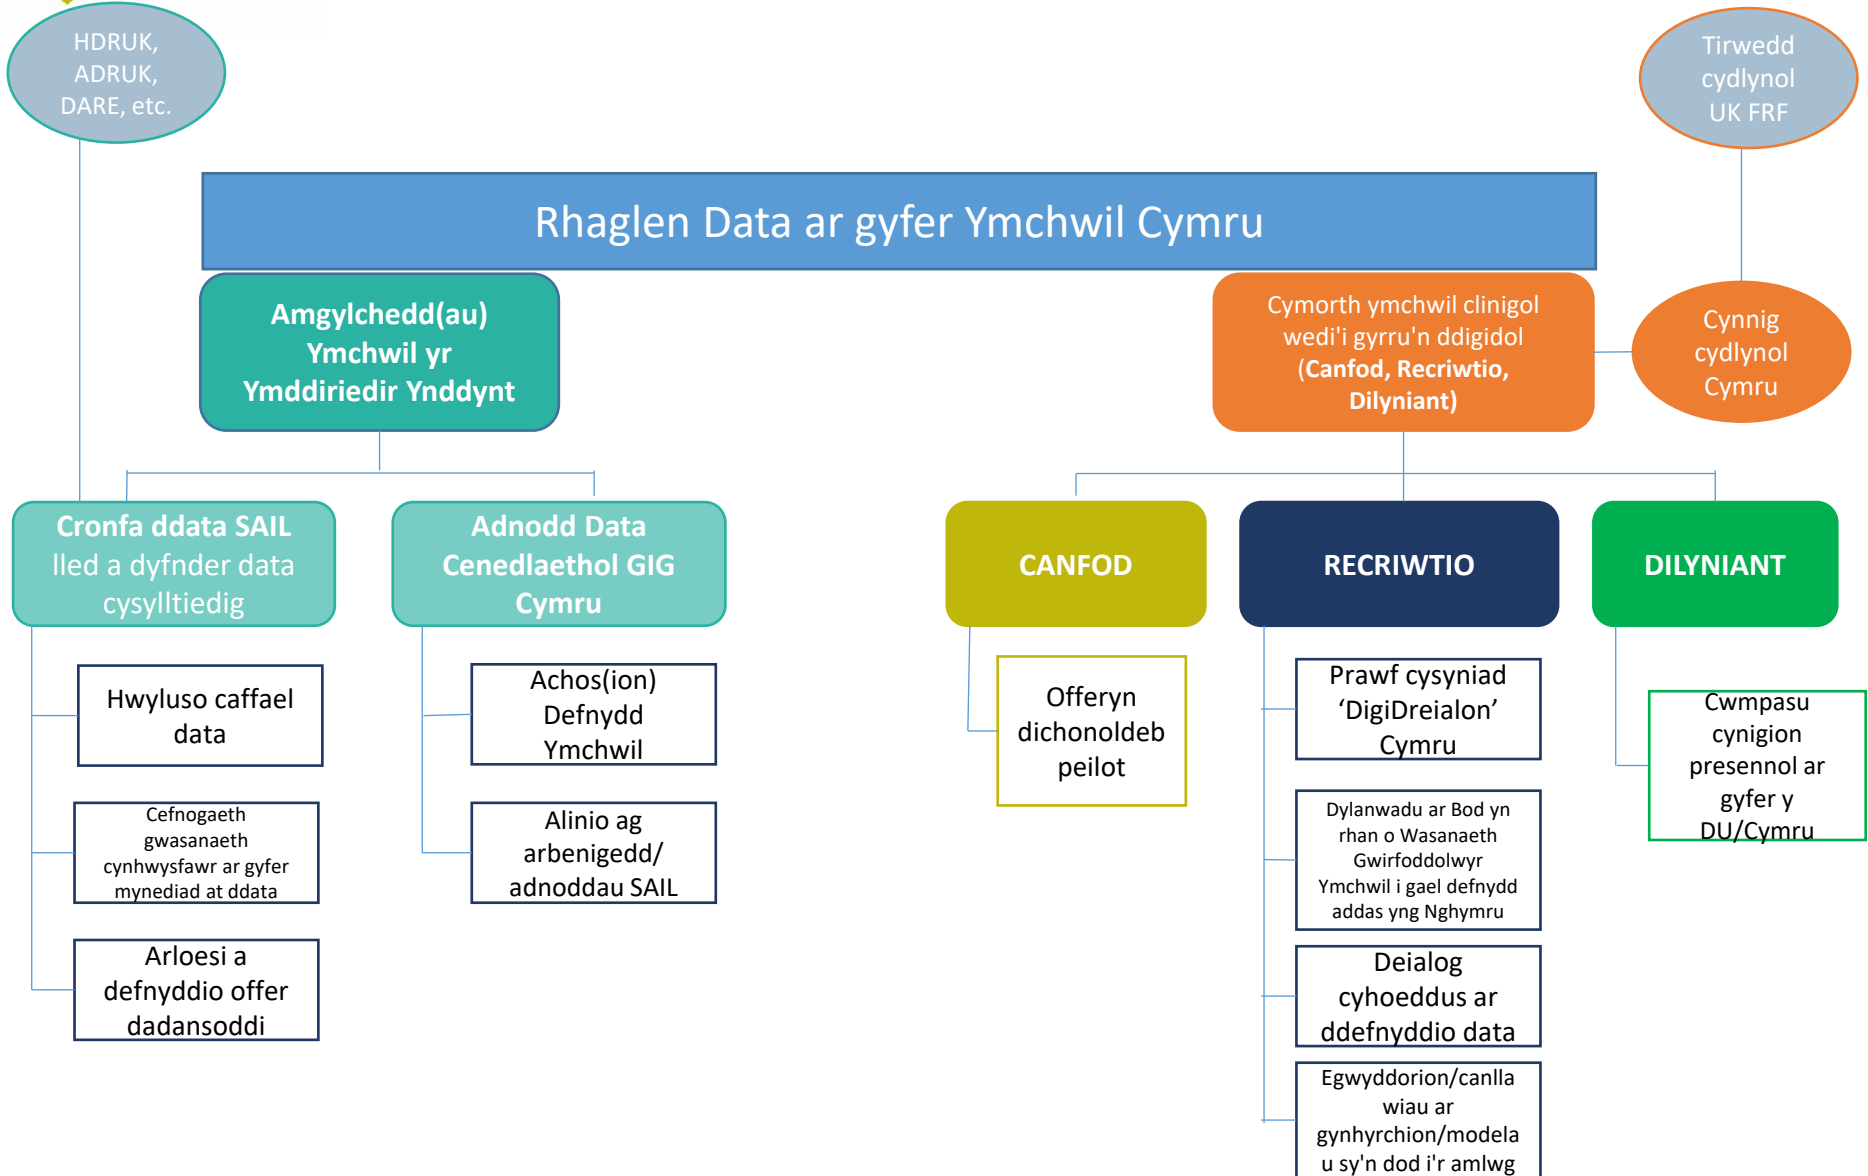 HDRUK,
ADRUK,
DARE, etc.
Tirwedd
cydlynol
UK FRF
Rhaglen Data ar gyfer Ymchwil Cymru
Amgylchedd(au)
Ymchwil yr
Ymddiriedir Ynddynt
Cymorth ymchwil clinigol
wedi'i gyrru'n ddigidol
(Canfod, Recriwtio,
Dilyniant)
Cynnig
cydlynol
Cymru
Cronfa ddata SAIL
lled a dyfnder data
cysylltiedig
Adnodd Data
Cenedlaethol GIG
Cymru
CANFOD
RECRIWTIO
DILYNIANT
Hwyluso caffael
data
Cefnogaeth
gwasanaeth
cynhwysfawr ar gyfer
mynediad at ddata
Arloesi a
defnyddio offer
dadansoddi
Achos(ion)
Defnydd
Ymchwil
Alinio ag
arbenigedd/
adnoddau SAIL
Offeryn
dichonoldeb
peilot
Prawf cysyniad
‘DigiDreialon’
Cymru
Dylanwadu ar Bod yn
rhan o Wasanaeth
Gwirfoddolwyr
Ymchwil i gael defnydd
addas yng Nghymru
Deialog
cyhoeddus ar
ddefnyddio data
Egwyddorion/canlla
wiau ar
gynhyrchion/modela
u sy'n dod i'r amlwg
Cwmpasu
cynigion
presennol ar
gyfer y
DU/Cymru